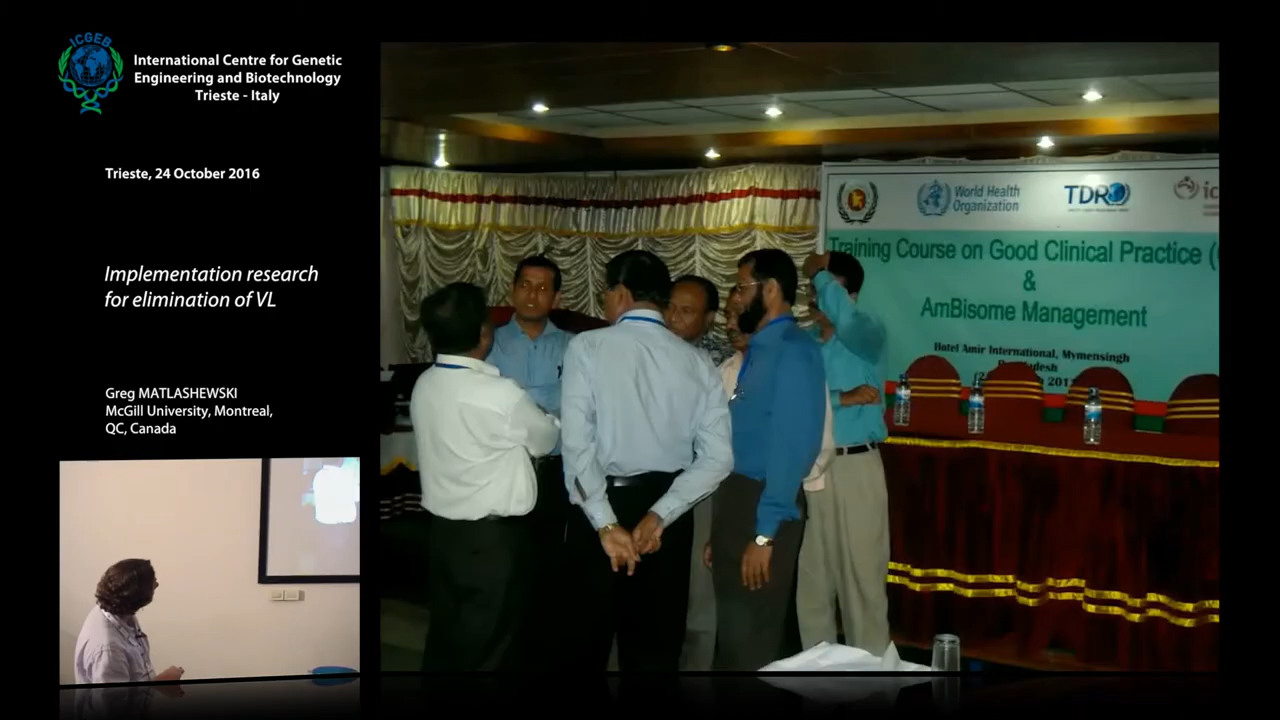 ICGEB
International Centre for Genetic
Engineering and Biotechnology
Trieste - Italy
Trieste, 24 October 2016
Implementation research
for elimination of VL
Greg MATLASHEWSKI
McGill University, Montreal,
QC, Canada
World Health
Organization
TDR
ic
Training Course on Good Clinical Practice (
&
AmBisome Management
Hotel Amir International, Mymensingh